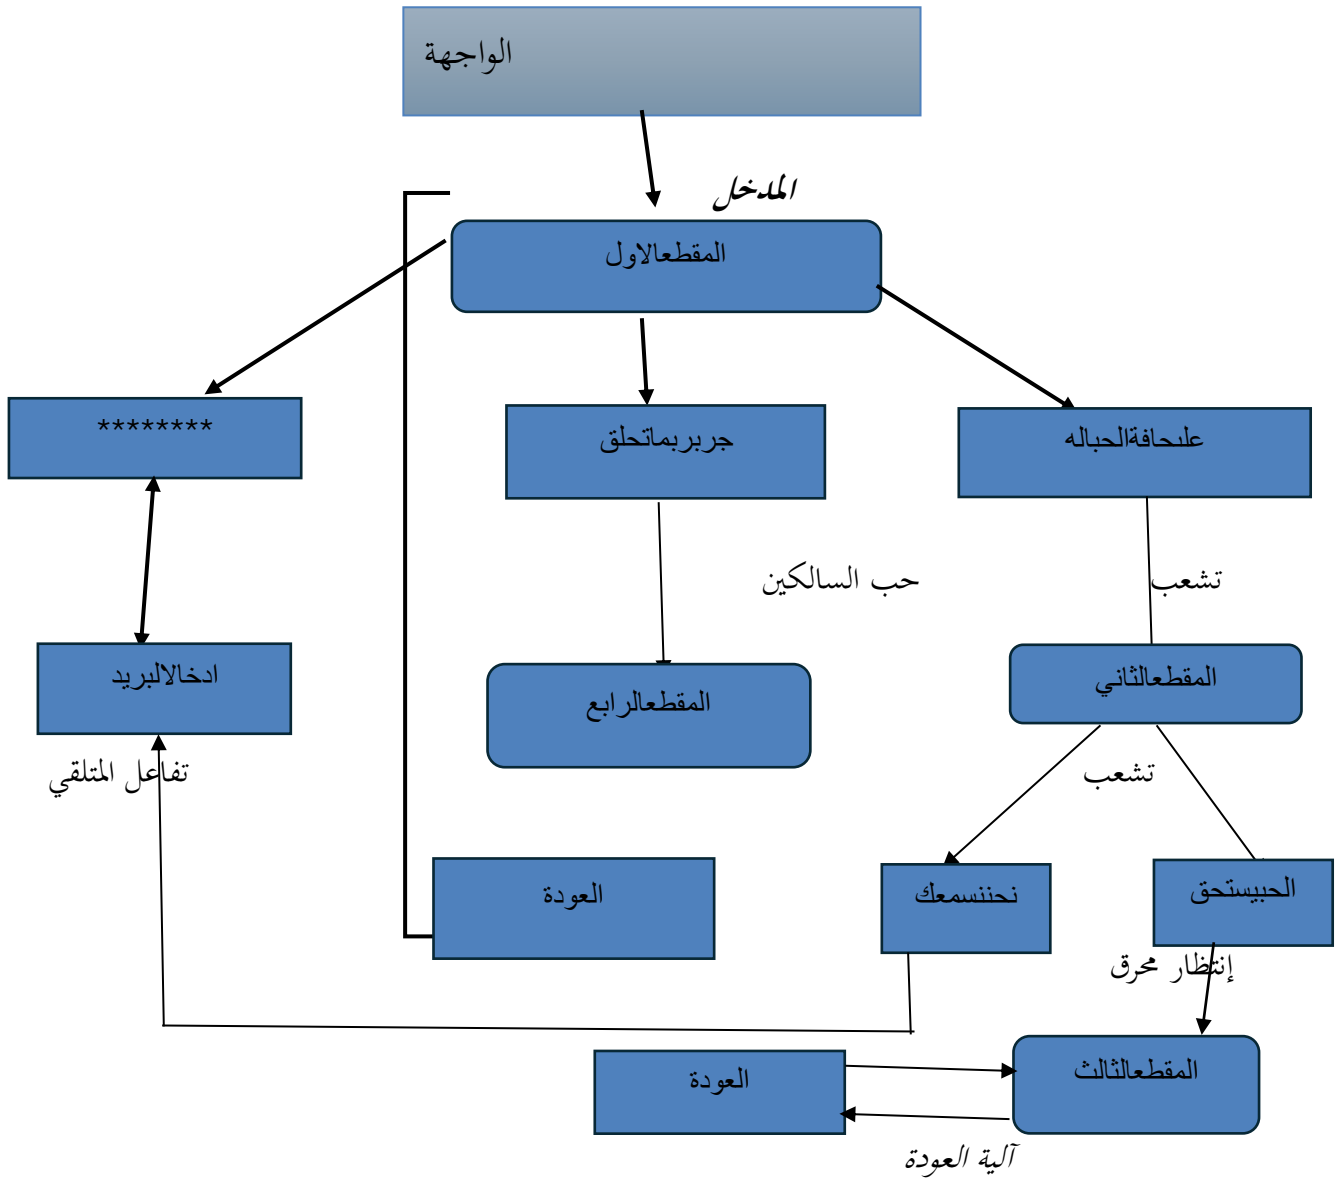 الواجهة
المدخل
المقطعالاول
علىحافةالحباله
جربربماتحلق
********
حب السالكين
تشعب
ادخالالبريد
المقطعالرابع
المقطعالثاني
تفاعل المتلقي
تشعب
العودة
نحننسمعك
الحبيستحق
إنتظار محرق
العودة
المقطعالثالث
آلية العودة